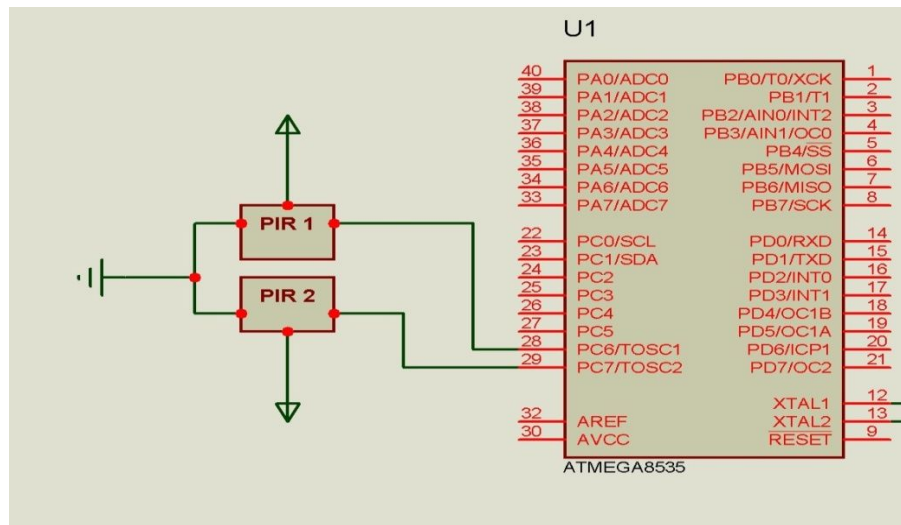 U1
40 PA0/ADC0 PB0/T0/XCK 1
39 PA1/ADC1 PB1/T1 2
38 PA2/ADC2 PB2/AIN0/INT2 3
37 PA3/ADC3 PB3/AIN1/OC0 4
36 PA4/ADC4 PB4/SS 5
35 PA5/ADC5 PB5/MOSI 6
34 PA6/ADC6 PB6/MISO 7
33 PA7/ADC7 PB7/SCK 8
PIR 1
22 PC0/SCL PD0/RXD 14
23 PC1/SDA PD1/TXD 15
24 PC2 PD2/INT0 16
PIR 2
25 PC3 PD3/INT1 17
26 PC4 PD4/OC1B 18
27 PC5 PD5/OC1A 19
28 PC6/TOSC1 PD6/ICP1 20
29 PC7/TOSC2 PD7/OC2 21
XTAL1 12
32 AREF XTAL2 13
30 AVCC RESET 9
ATMEGA8535